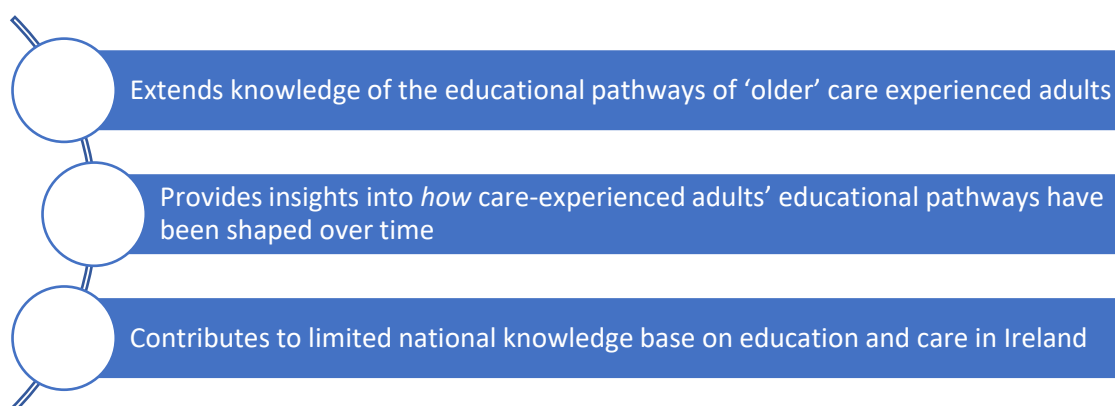 Extends knowledge of the educational pathways of ‘older’ care experienced adults
Provides insights into how care-experienced adults’ educational pathways have
been shaped over time
Contributes to limited national knowledge base on education and care in Ireland